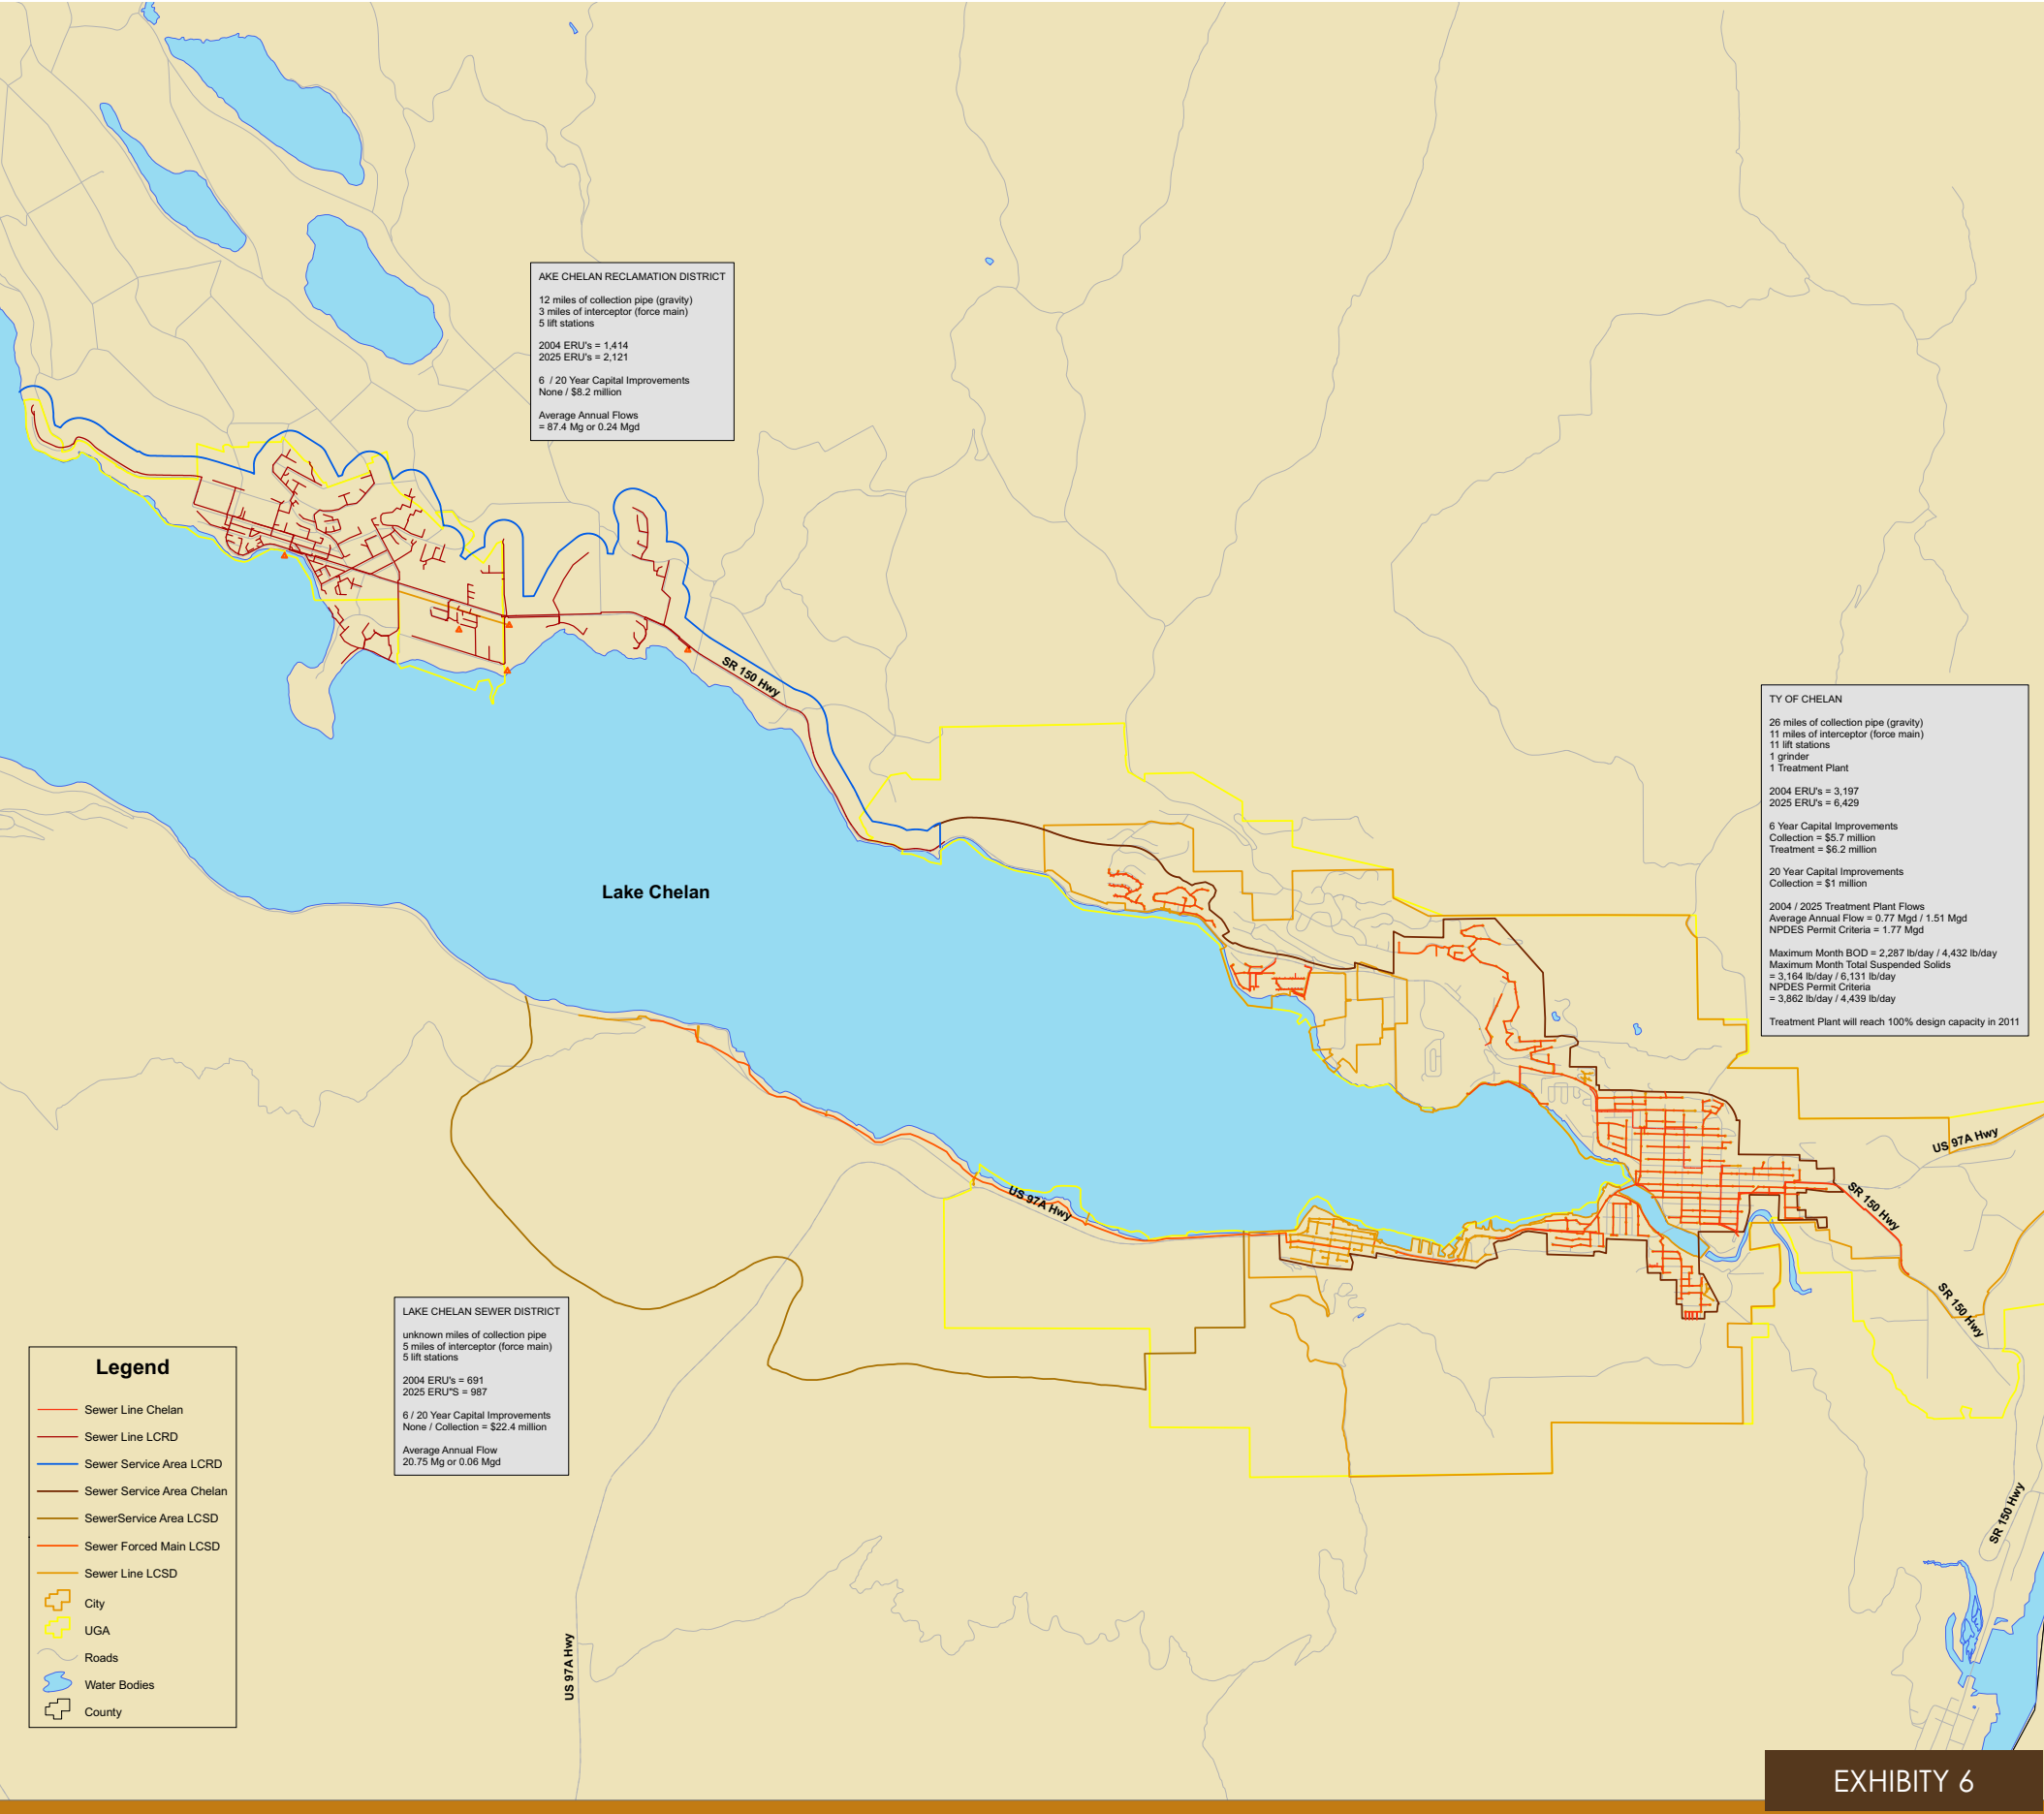 AKE CHELAN RECLAMATION DISTRICT
12 miles of collection pipe (gravity)
3 miles of interceptor (force main)
5 lift stations
2004 ERU's = 1,414
2025 ERU's = 2,121
6 / 20 Year Capital Improvements
None / $8.2 million
Average Annual Flows
= 87.4 Mg or 0.24 Mgd
SR 150 Hwy
TY OF CHELAN
26 miles of collection pipe (gravity)
11 miles of interceptor (force main)
11 lift stations
1 grinder
1 Treatment Plant
2004 ERU's = 3,197
2025 ERU's = 6,429
6 Year Capital Improvements
Collection = $5.7 million
Treatment = $6.2 million
20 Year Capital Improvements
Collection = $1 million
2004 / 2025 Treatment Plant Flows
Average Annual Flow = 0.77 Mgd / 1.51 Mgd
NPDES Permit Criteria = 1.77 Mgd
Maximum Month BOD = 2,287 lb/day / 4,432 lb/day
Maximum Month Total Suspended Solids
= 3,164 lb/day / 6,131 lb/day
NPDES Permit Criteria
= 3,862 lb/day / 4,439 lb/day
Treatment Plant will reach 100% design capacity in 2011
Lake Chelan
US 97A Hwy
US 97A Hwy
SR 150 Hwy
SR 150 Hwy
LAKE CHELAN SEWER DISTRICT
unknown miles of collection pipe
5 miles of interceptor (force main)
5 lift stations
2004 ERU's = 691
2025 ERU"S = 987
6 / 20 Year Capital Improvements
None / Collection = $22.4 million
Average Annual Flow
20.75 Mg or 0.06 Mgd
Legend
Sewer Line Chelan
Sewer Line LCRD
Sewer Service Area LCRD
Sewer Service Area Chelan
SewerService Area LCSD
Sewer Forced Main LCSD
Sewer Line LCSD
City
UGA
Roads
Water Bodies
County
US 97A Hwy
SR 150 Hwy
EXHIBITY 6